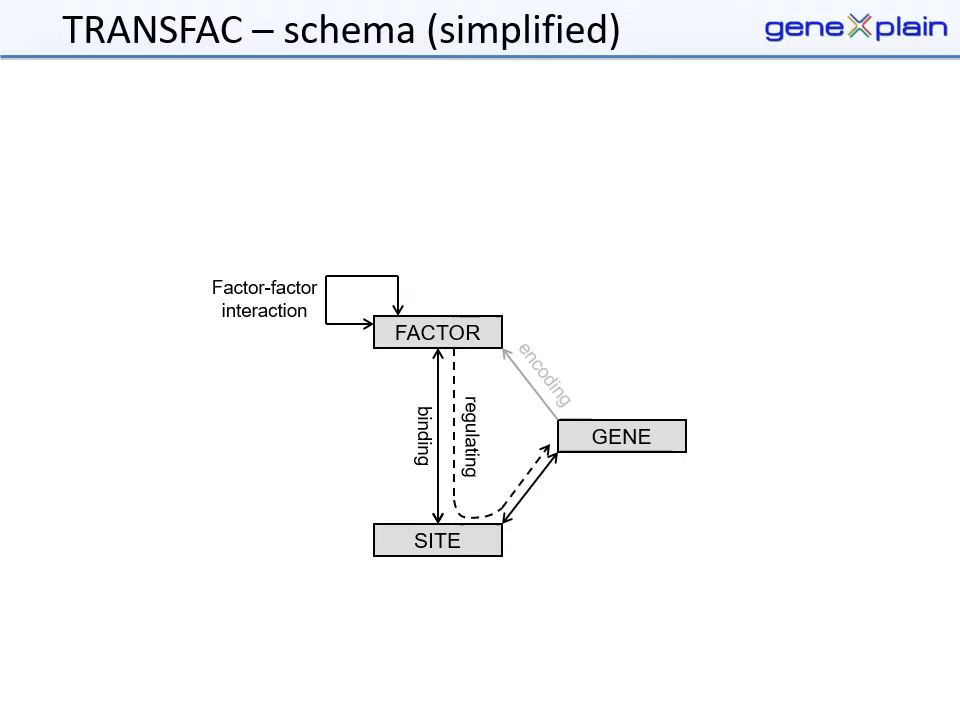 TRANSFAC – schema (simplified)
geneXplain
Factor-factor
interaction
FACTOR
encoding
binding
regulating
GENE
SITE